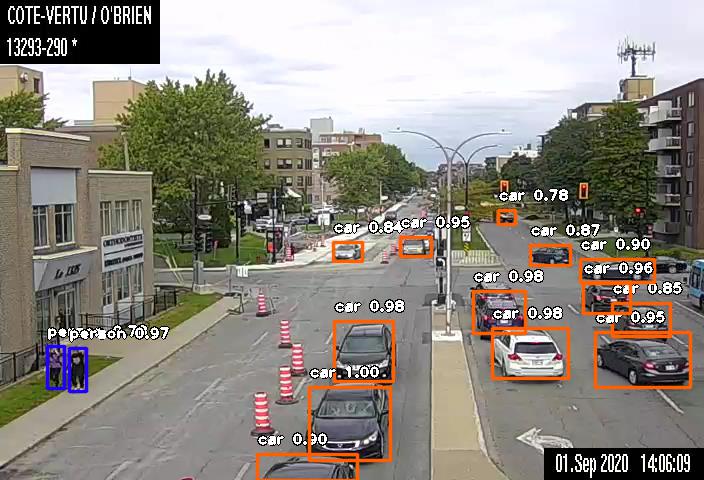 COTE-VERTU / O'BRIEN
13293-290 *
car 0.78
car 0.84
car 0.95
car 0.87
car 0.90
car 0.96
car 0.98
car 0.85
car 0.98
car 0.98
car 0.95
ORTHODONTISTE
person 0.97
car 1.00
car 0.90
01.Sep 2020 14:06:09